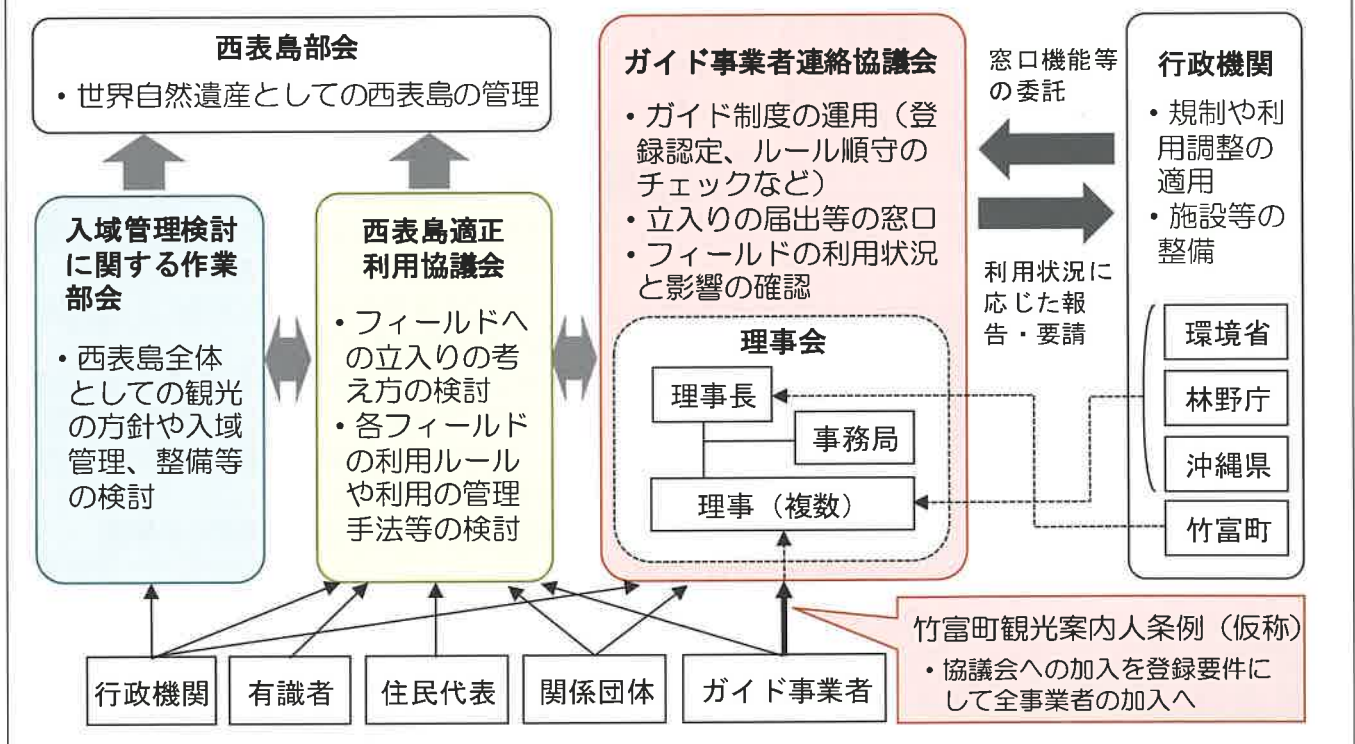 西表島部会
・世界自然遺産としての西表島の管理
入域管理検討
に関する作業
部会
・西表島全体
としての観光
の方針や入域
管理、整備等
の検討
西表島適正
利用協議会
・フィールドへ
の立入りの考
え方の検討
・各フィールド
の利用ルール
や利用の管理
手法等の検討
ガイド事業者連絡協議会
・ガイド制度の運用（登
録認定、ルール順守の
チェックなど）
・立入りの届出等の窓口
・フィールドの利用状況
と影響の確認
理事会
理事長
事務局
理事（複数）
窓口機能等
の委託
利用状況に
応じた報
告・要請
行政機関
・規制や利
用調整の
適用
・施設等の
整備
環境省
林野庁
沖縄県
竹富町
行政機関
有識者
住民代表
関係団体
ガイド事業者
竹富町観光案内人条例（仮称）
・協議会への加入を登録要件に
して全事業者の加入へ